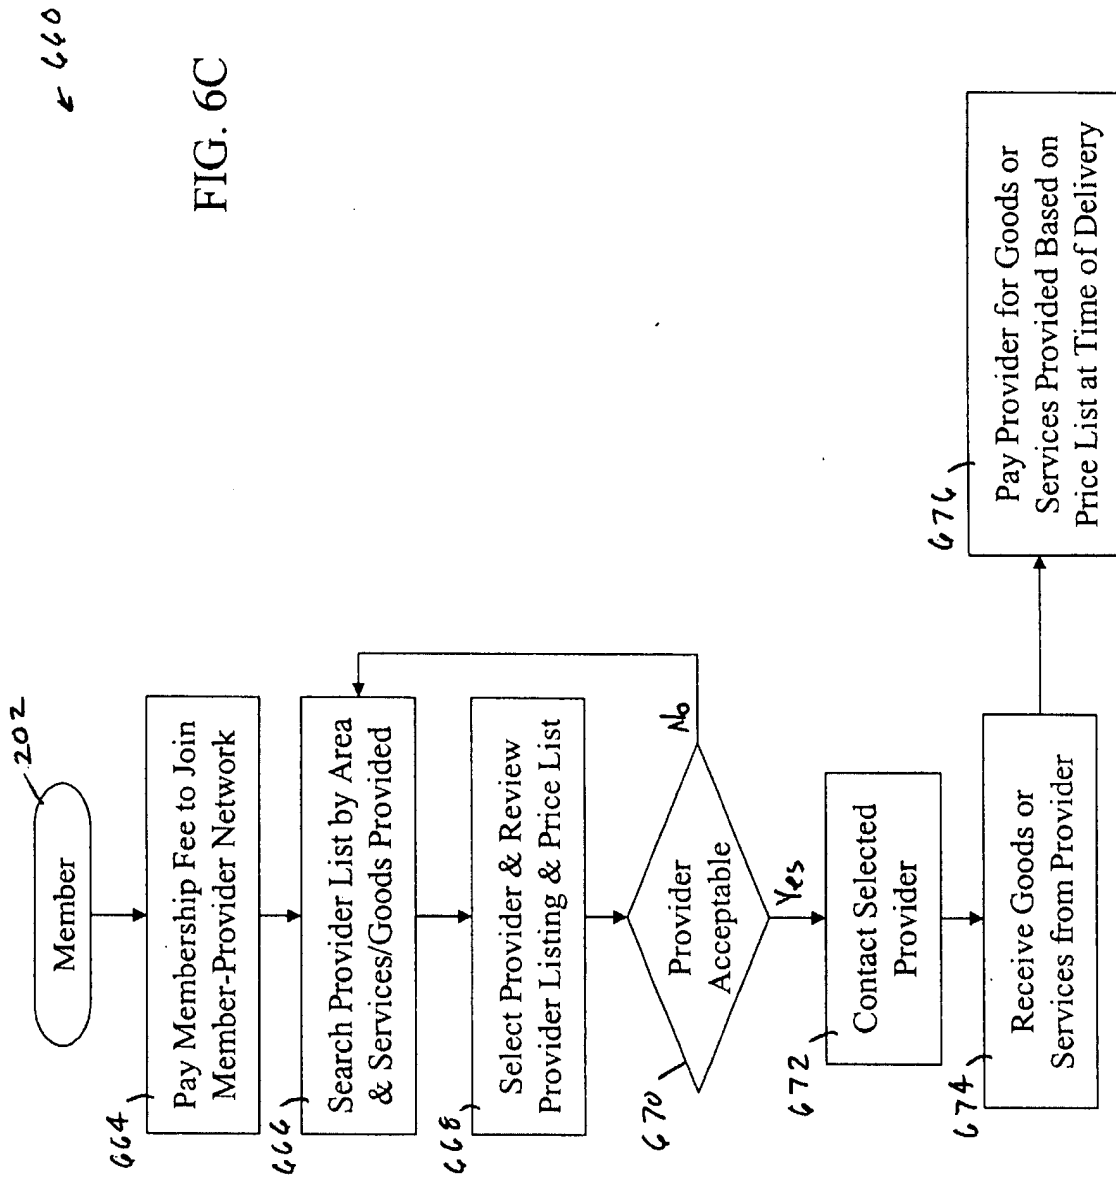 660
FIG. 6C
202
Member
664
Pay Membership Fee to Join
Member-Provider Network
666
Search Provider List by Area
& Services/Goods Provided
668
Select Provider & Review
Provider Listing & Price List
670
Provider
Acceptable
No
Yes
672
Contact Selected
Provider
674
Receive Goods or
Services from Provider
676
Pay Provider for Goods or
Services Provided Based on
Price List at Time of Delivery